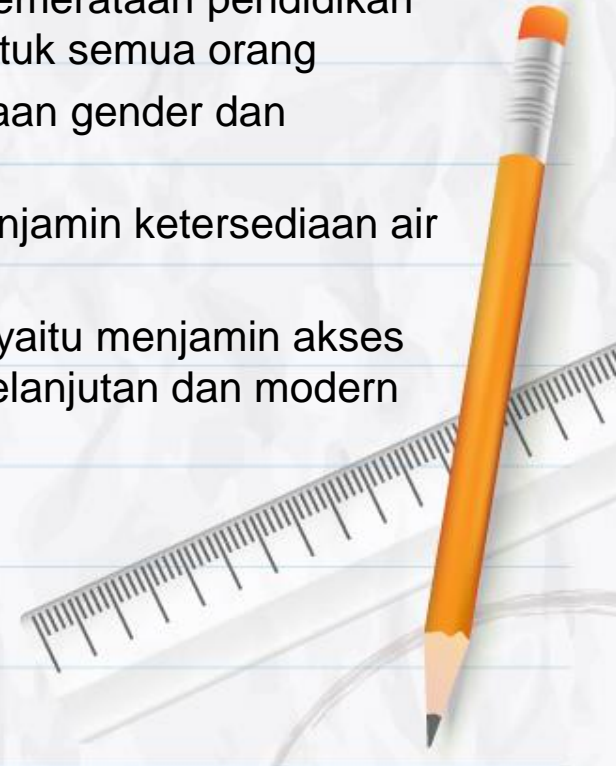 emerataan pendidikan
tuk semua orang
aan gender dan
njamin ketersediaan air
yaitu menjamin akses
elanjutan dan modern